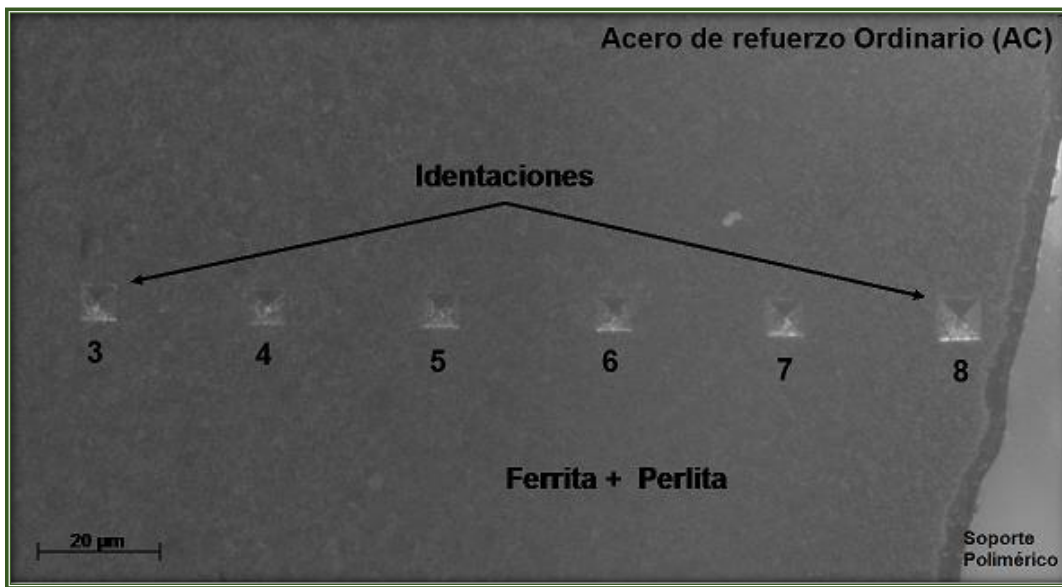 Acero de refuerzo Ordinario (AC)
Identaciones
3 4 5 6 7 8
Ferrita + Perlita
20 µm
Soporte
Polimérico